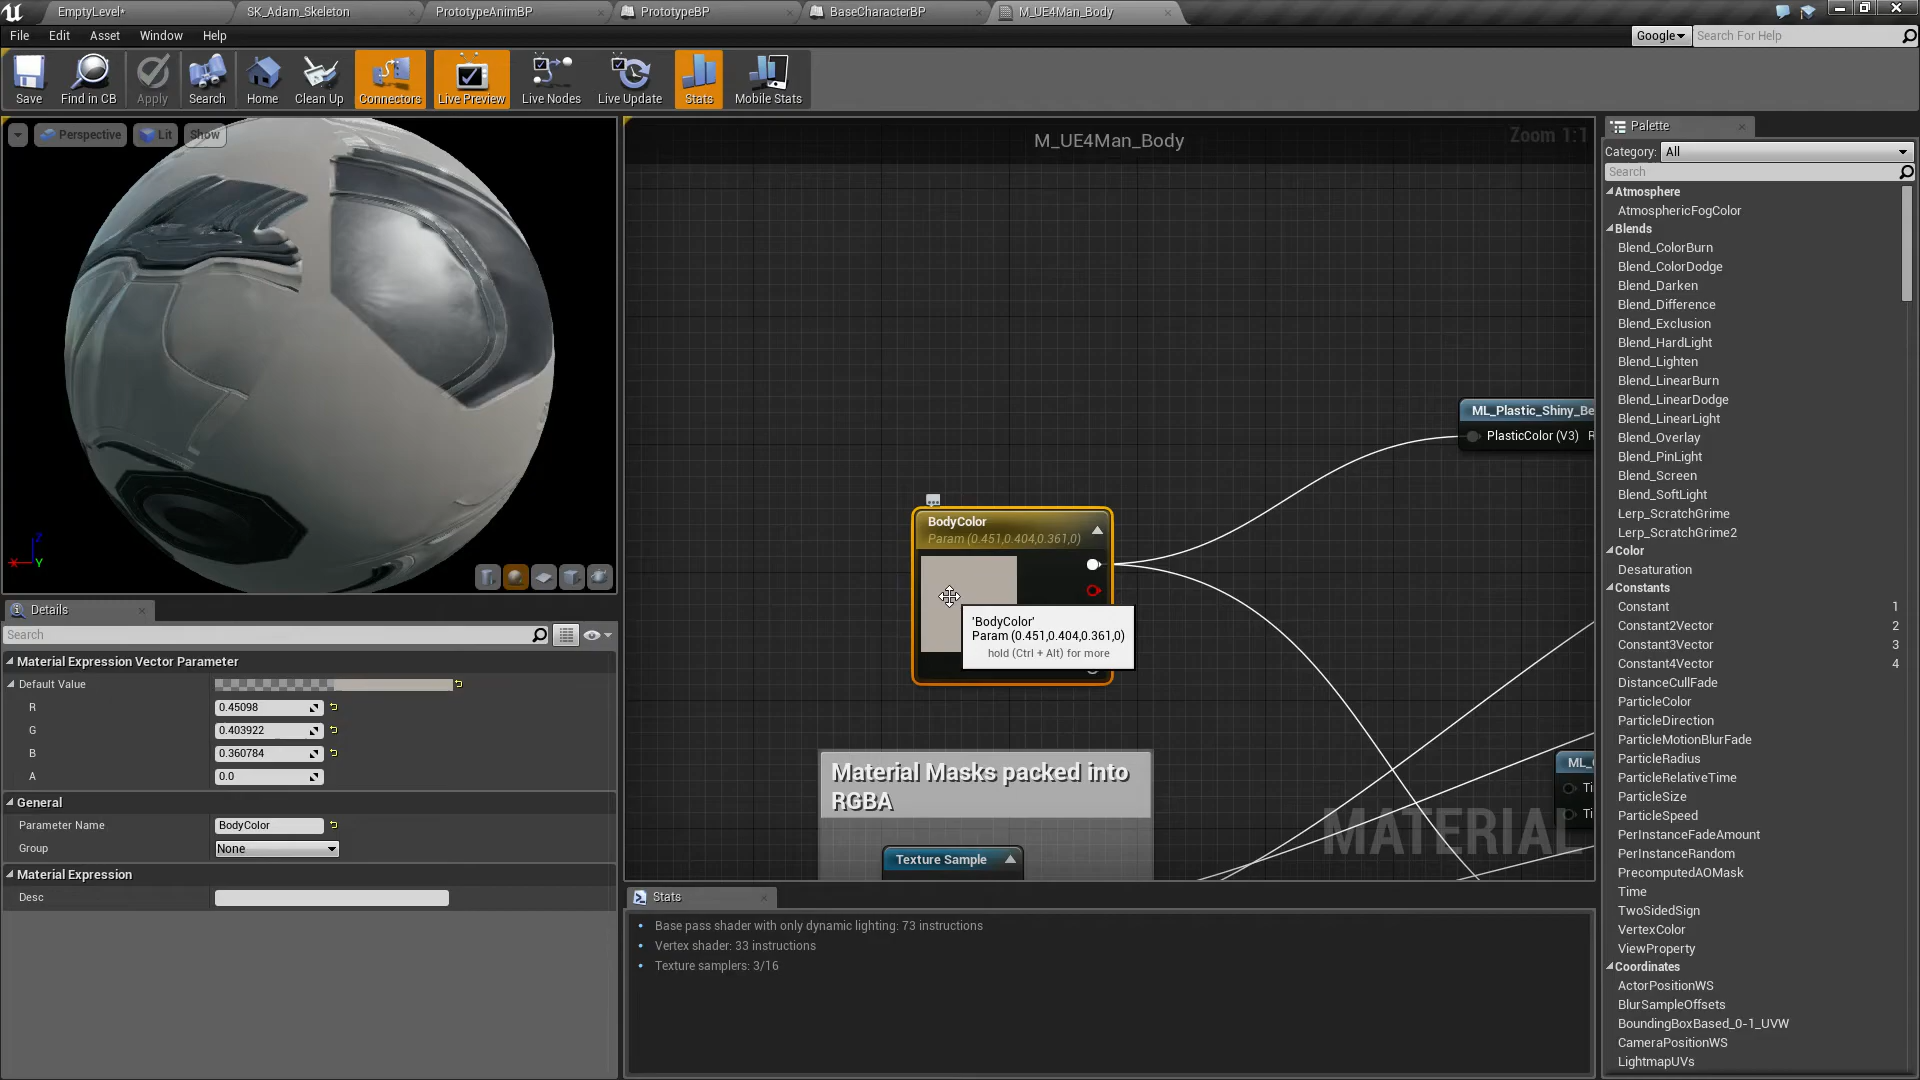 EmptyLevel*
SK_Adam_Skeleton
PrototypeAnimBP
PrototypeBP
BaseCharacterBP
M_UE4Man_Body
File Edit Asset Window Help
Google
Search For Help
Save
Find in CB
Apply
Search
Home
Clean Up
Connectors
Live Preview
Live Nodes
Live Update
Stats
Mobile Stats
Perspective
Lit
Show
X
Z
Y
Details
Search
Material Expression Vector Parameter
Default Value
R 0.45098
G 0.403922
B 0.360784
A 0.0
General
Parameter Name BodyColor
Group None
Material Expression
Desc
M_UE4Man_Body
Zoom 1:1
ML_Plastic_Shiny_Be
PlasticColor (V3) R
BodyColor
Param (0.451,0.404,0.361,0)
'BodyColor'
Param (0.451,0.404,0.361,0)
hold (Ctrl + Alt) for more
Material Masks packed into
RGBA
Texture Sample
ML_
Ti
Ti
MATERIAL
Stats
Base pass shader with only dynamic lighting: 73 instructions
Vertex shader: 33 instructions
Texture samplers: 3/16
Palette
Category: All
Search
Atmosphere
AtmosphericFogColor
Blends
Blend_ColorBurn
Blend_ColorDodge
Blend_Darken
Blend_Difference
Blend_Exclusion
Blend_HardLight
Blend_Lighten
Blend_LinearBurn
Blend_LinearDodge
Blend_LinearLight
Blend_Overlay
Blend_PinLight
Blend_Screen
Blend_SoftLight
Lerp_ScratchGrime
Lerp_ScratchGrime2
Color
Desaturation
Constants
Constant 1
Constant2Vector 2
Constant3Vector 3
Constant4Vector 4
DistanceCullFade
ParticleColor
ParticleDirection
ParticleMotionBlurFade
ParticleRadius
ParticleRelativeTime
ParticleSize
ParticleSpeed
PerInstanceFadeAmount
PerInstanceRandom
PrecomputedAOMask
Time
TwoSidedSign
VertexColor
ViewProperty
Coordinates
ActorPositionWS
BlurSampleOffsets
BoundingBoxBased_0-1_UVW
CameraPositionWS
LightmapUVs